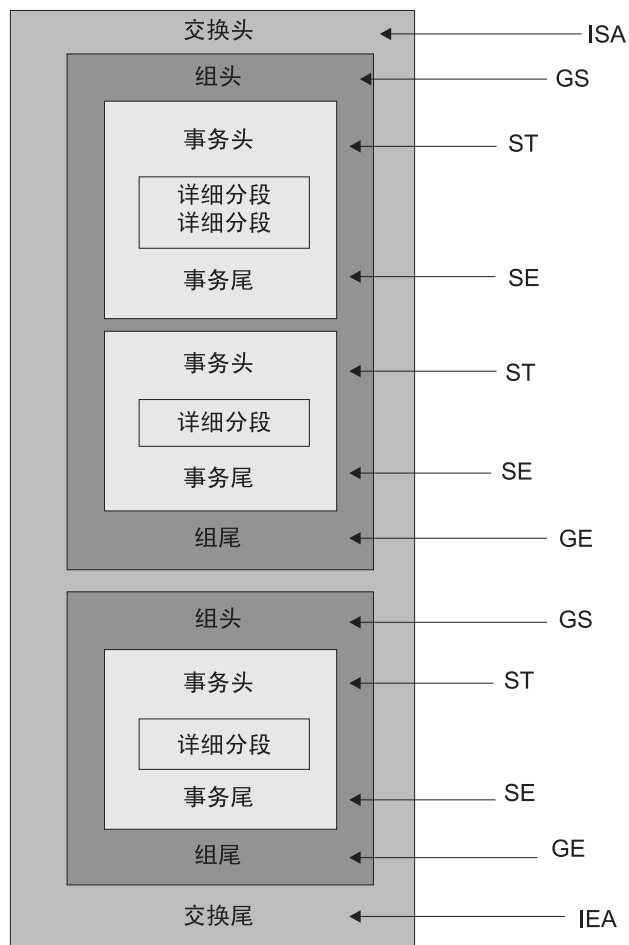 交换头
ISA
组头
GS
事务头
ST
详细分段
详细分段
事务尾
SE
事务头
ST
详细分段
事务尾
SE
组尾
GE
组头
GS
事务头
ST
详细分段
事务尾
SE
组尾
GE
交换尾
IEA